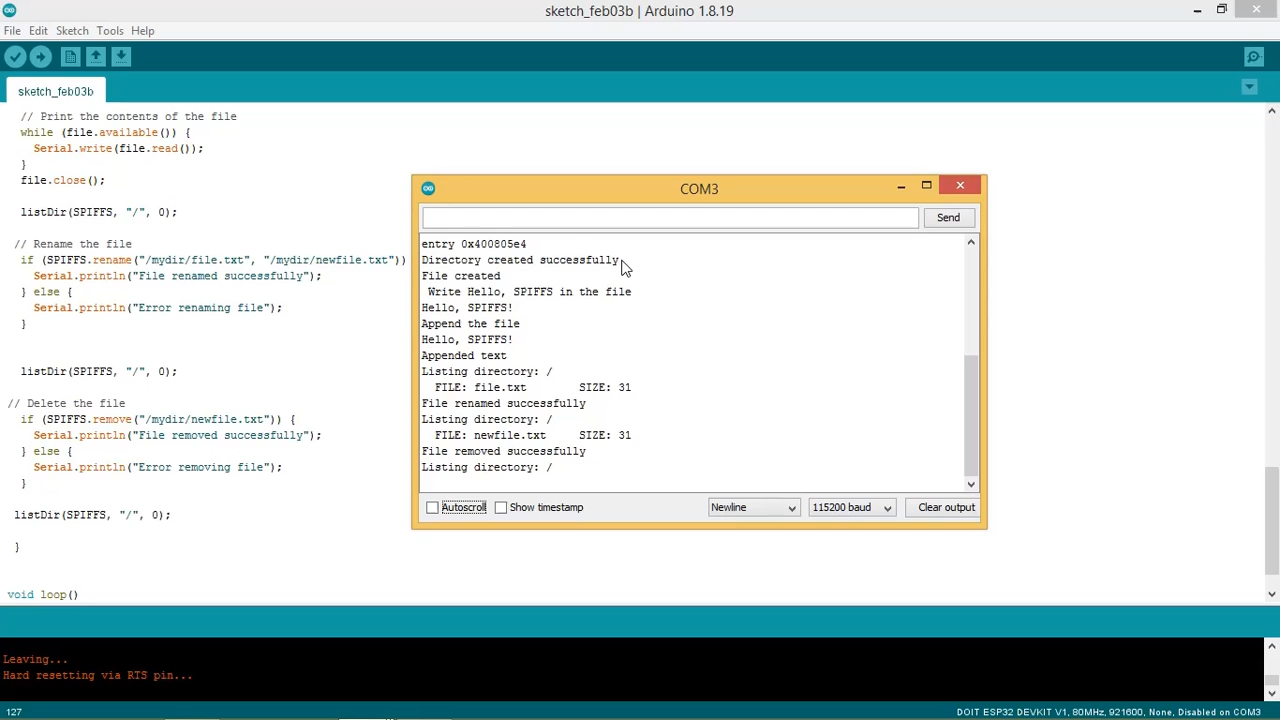 sketch_feb03b | Arduino 1.8.19
File Edit Sketch Tools Help
sketch_feb03b
// Print the contents of the file
while (file.available()) {
Serial.write(file.read());
}
file.close();
listDir(SPIFFS, "/", 0);
// Rename the file
if (SPIFFS.rename("/mydir/file.txt", "/mydir/newfile.txt"))
Serial.println("File renamed successfully");
} else {
Serial.println("Error renaming file");
}
listDir(SPIFFS, "/", 0);
// Delete the file
if (SPIFFS.remove("/mydir/newfile.txt")) {
Serial.println("File removed successfully");
} else {
Serial.println("Error removing file");
}
listDir(SPIFFS, "/", 0);
}
void loop()
COM3
Send
entry 0x400805e4
Directory created successfully
File created
Write Hello, SPIFFS in the file
Hello, SPIFFS!
Append the file
Hello, SPIFFS!
Appended text
Listing directory: /
FILE: file.txt SIZE: 31
File renamed successfully
Listing directory: /
FILE: newfile.txt SIZE: 31
File removed successfully
Listing directory: /
Autoscroll Show timestamp Newline 115200 baud Clear output
Leaving...
Hard resetting via RTS pin...
127 DOIT ESP32 DEVKIT V1, 80MHz, 921600, None, Disabled on COM3